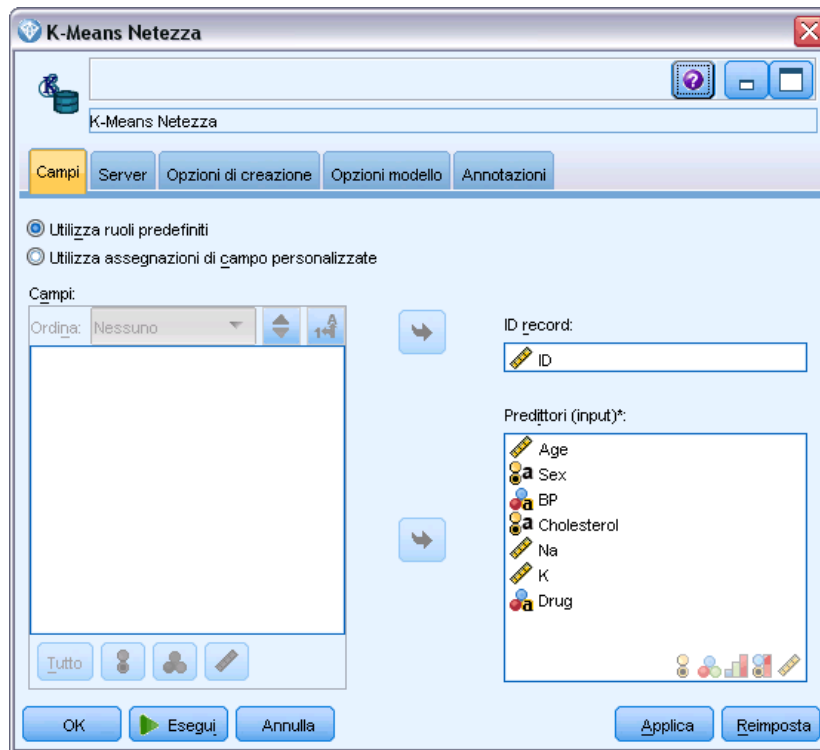 K-Means Netezza
K-Means Netezza
Campi
Server
Opzioni di creazione
Opzioni modello
Annotazioni
Utilizza ruoli predefiniti
Utilizza assegnazioni di campo personalizzate
Campi:
Ordina:
Nessuno
ID record:
ID
Predittori (input)*:
Age
Sex
BP
Cholesterol
Na
K
Drug
Tutto
OK
Esegui
Annulla
Applica
Reimposta